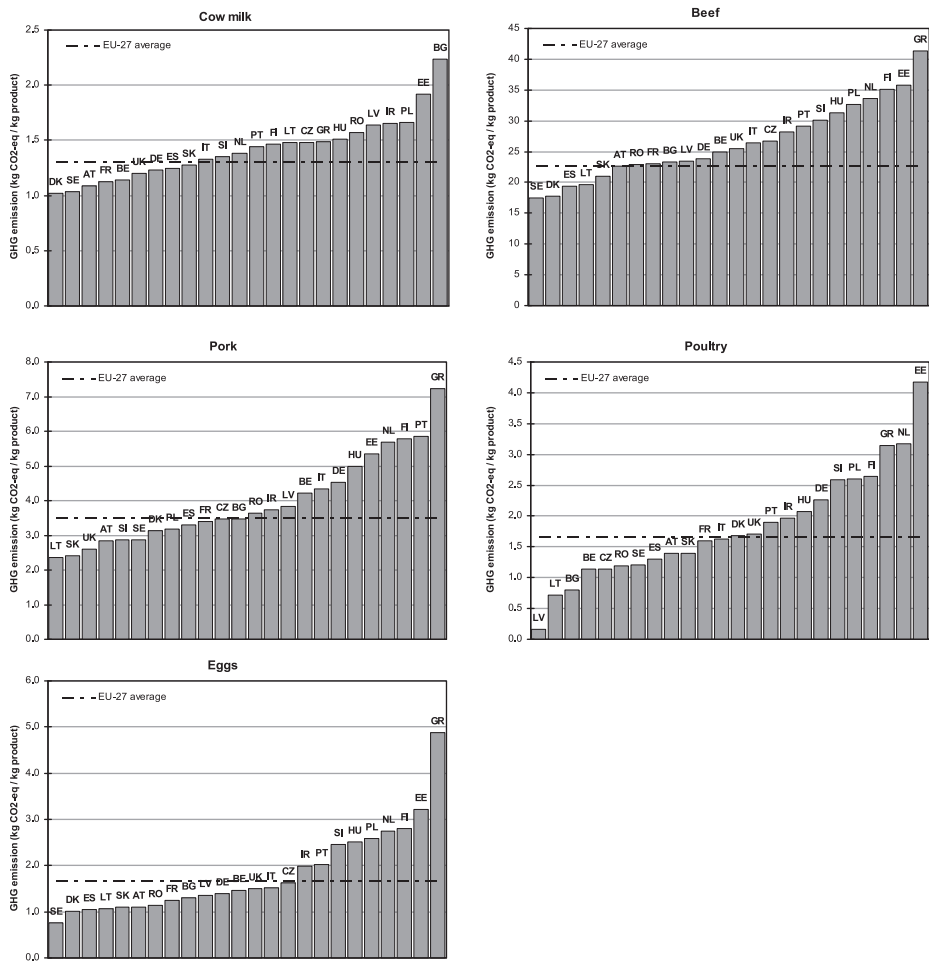 Cow milk
GHG emission (kg CO2-eq / kg product)
2.5
2.0
1.5
1.0
0.5
0.0
EU-27 average
DK SE AT FR BE UK DE ES SK IT SI NL PT FI LT CZ GR HU RO LV IR PL EE BG
Beef
GHG emission (kg CO2-eq / kg product)
45
40
35
30
25
20
15
10
5
0
EU-27 average
SE DK ES LT SK AT RO FR BG LV DE BE UK IT CZ IR PT SI HU PL NL FI EE GR
Pork
GHG emission (kg CO2-eq / kg product)
8.0
7.0
6.0
5.0
4.0
3.0
2.0
1.0
0.0
EU-27 average
LT SK UK AT SI SE DK PL ES FR CZ BG RO IR LV BE IT DE HU EE NL FI PT GR
Poultry
GHG emission (kg CO2-eq / kg product)
4.5
4.0
3.5
3.0
2.5
2.0
1.5
1.0
0.5
0.0
EU-27 average
LV LT BG BE CZ RO SE ES AT SK FR IT DK UK PT IR HU DE SI PL FI GR NL EE
Eggs
GHG emission (kg CO2-eq / kg product)
6.0
5.0
4.0
3.0
2.0
1.0
0.0
EU-27 average
SE DK ES LT SK AT RO FR BG LV DE BE UK IT CZ IR PT SI HU PL NL FI EE GR